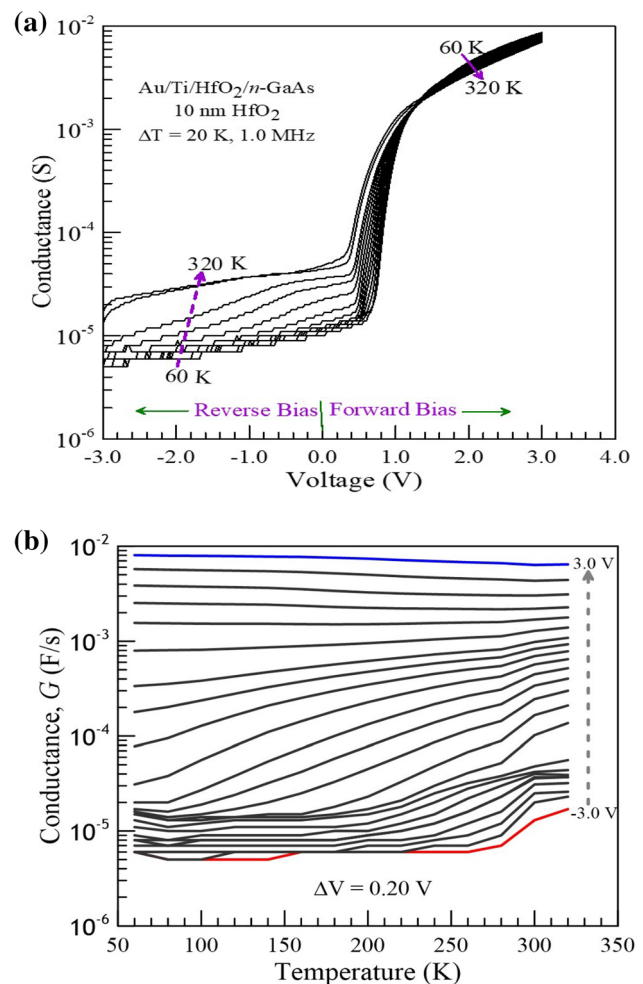 (a)
10⁻²
10⁻³
10⁻⁴
10⁻⁵
10⁻⁶
Conductance (S)
Au/Ti/HfO₂/n-GaAs
10 nm HfO₂
ΔT = 20 K, 1.0 MHz
60 K
320 K
320 K
60 K
Reverse Bias
Forward Bias
-3.0 -2.0 -1.0 0.0 1.0 2.0 3.0 4.0
Voltage (V)
(b)
10⁻²
10⁻³
10⁻⁴
10⁻⁵
10⁻⁶
Conductance, G (F/s)
3.0 V
-3.0 V
ΔV = 0.20 V
50 100 150 200 250 300 350
Temperature (K)